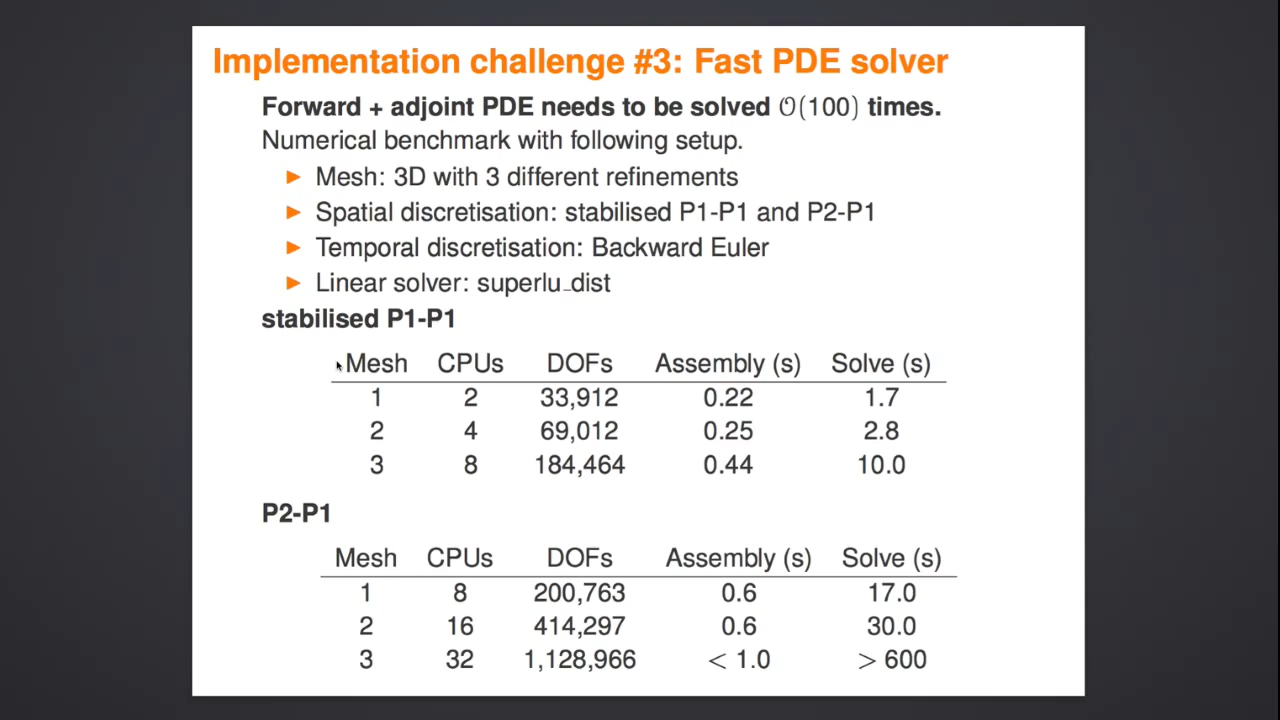 Implementation challenge #3: Fast PDE solver
Forward + adjoint PDE needs to be solved 𝒪(100) times.
Numerical benchmark with following setup.
► Mesh: 3D with 3 different refinements
► Spatial discretisation: stabilised P1-P1 and P2-P1
► Temporal discretisation: Backward Euler
► Linear solver: superlu_dist
stabilised P1-P1
Mesh CPUs DOFs Assembly (s) Solve (s)
1 2 33,912 0.22 1.7
2 4 69,012 0.25 2.8
3 8 184,464 0.44 10.0
P2-P1
Mesh CPUs DOFs Assembly (s) Solve (s)
1 8 200,763 0.6 17.0
2 16 414,297 0.6 30.0
3 32 1,128,966 < 1.0 > 600